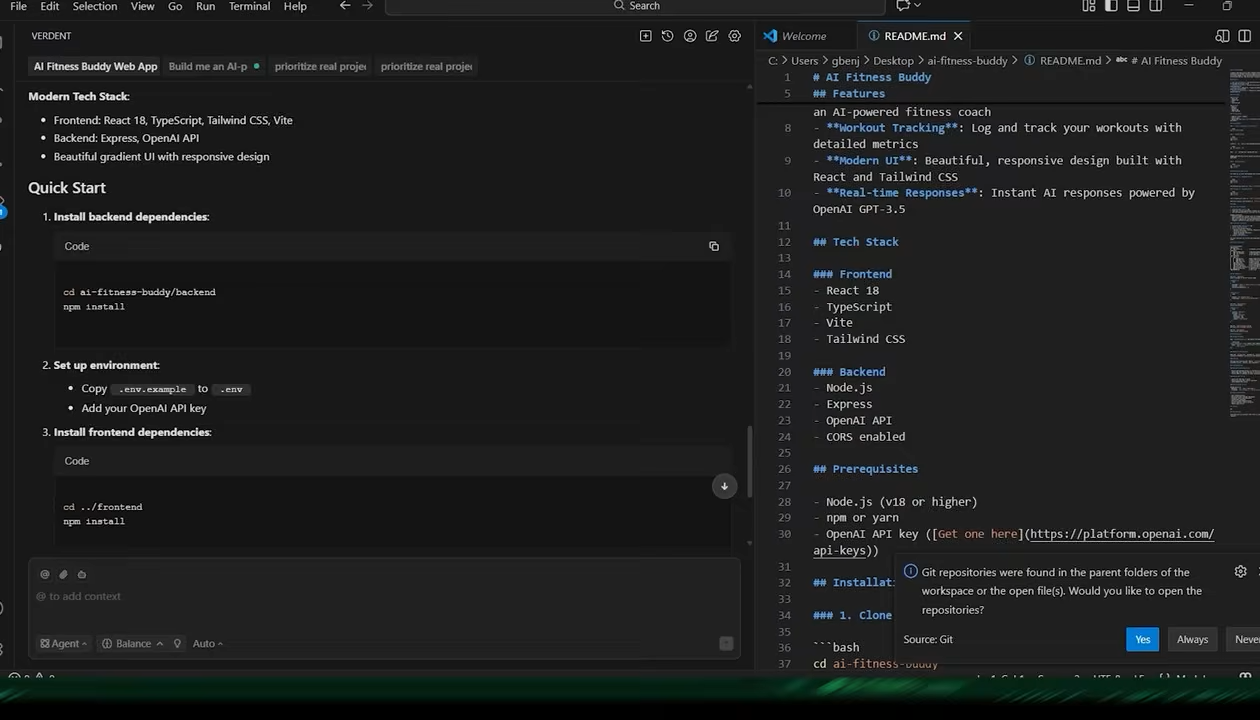 File Edit Selection View Go Run Terminal Help
Search
VERDENT
AI Fitness Buddy Web App
Build me an AI-p
prioritize real projec
prioritize real projec
Modern Tech Stack:
• Frontend: React 18, TypeScript, Tailwind CSS, Vite
• Backend: Express, OpenAI API
• Beautiful gradient UI with responsive design
Quick Start
1. Install backend dependencies:
Code
cd ai-fitness-buddy/backend
npm install
2. Set up environment:
• Copy .env.example to .env
• Add your OpenAI API key
3. Install frontend dependencies:
Code
cd ../frontend
npm install
@ to add context
Agent
Balance
Auto
Welcome
README.md
C: > Users > gbenj > Desktop > ai-fitness-buddy > README.md > # AI Fitness Buddy
1 # AI Fitness Buddy
5 ## Features
an AI-powered fitness coach
8 - **Workout Tracking**: Log and track your workouts with
detailed metrics
9 - **Modern UI**: Beautiful, responsive design built with
React and Tailwind CSS
10 - **Real-time Responses**: Instant AI responses powered by
OpenAI GPT-3.5
11
12 ## Tech Stack
13
14 ### Frontend
15 - React 18
16 - TypeScript
17 - Vite
18 - Tailwind CSS
19
20 ### Backend
21 - Node.js
22 - Express
23 - OpenAI API
24 - CORS enabled
25
26 ## Prerequisites
27
28 - Node.js (v18 or higher)
29 - npm or yarn
30 - OpenAI API key ([Get one here](https://platform.openai.com/
api-keys))
31
32 ## Installati
33
34 ### 1. Clone
35
36 ```bash
37 cd ai-fitness-buddy
Git repositories were found in the parent folders of the
workspace or the open file(s). Would you like to open the
repositories?
Source: Git
Yes
Always
Never